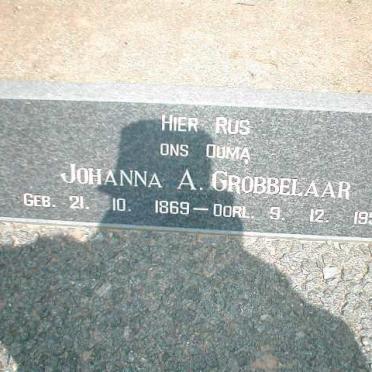 HIER RUS
ONS OUMA
JOHANNA A. GROBBELAAR
GEB. 21. 10. 1869 — OORL. 9. 12.